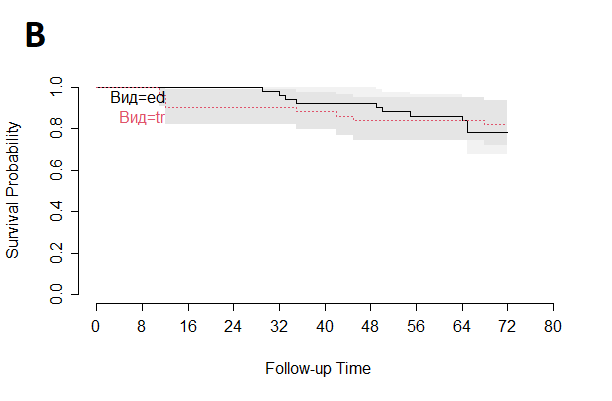 B
Survival Probability
1.0
0.8
0.6
0.4
0.2
0.0
Вид=ed
Вид=tr
0 8 16 24 32 40 48 56 64 72 80
Follow-up Time